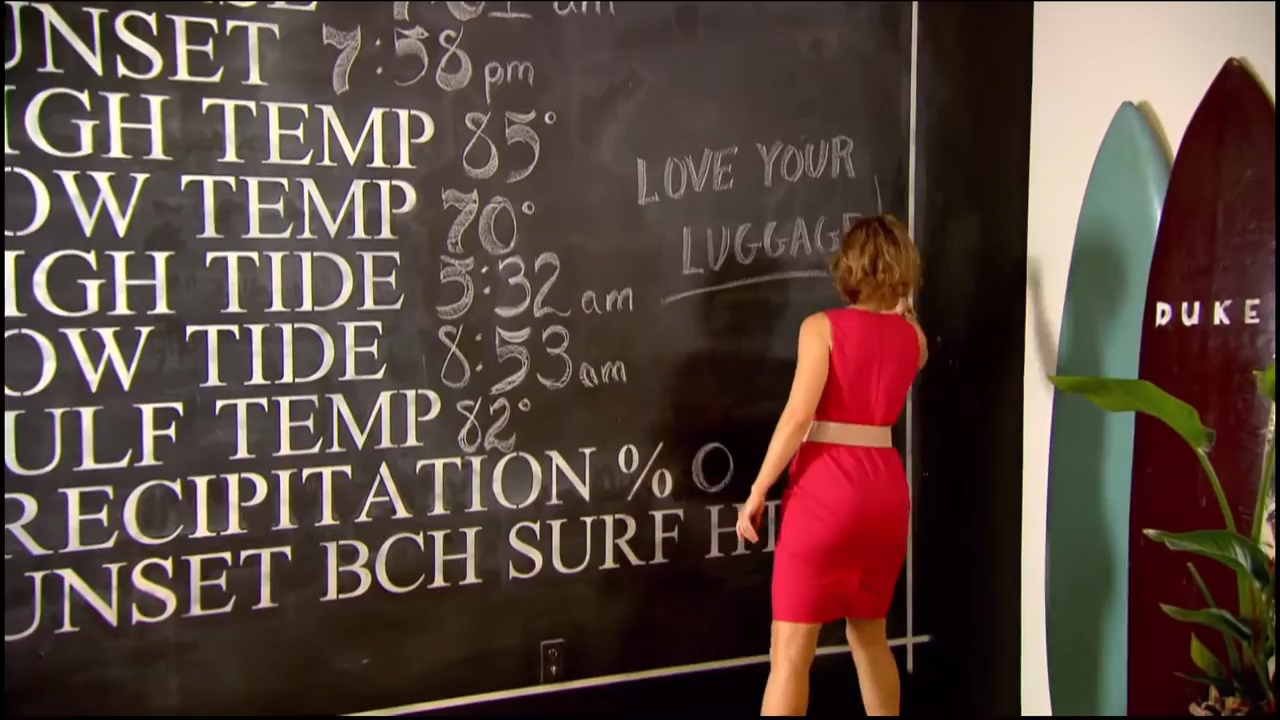 UNSET 7:58 pm
IGH TEMP 85°
OW TEMP 70°
IGH TIDE 5:32 am
OW TIDE 8:53 am
ULF TEMP 82°
RECIPITATION % 0
UNSET BCH SURF HI
LOVE YOUR
LUGGAGE
DUKE